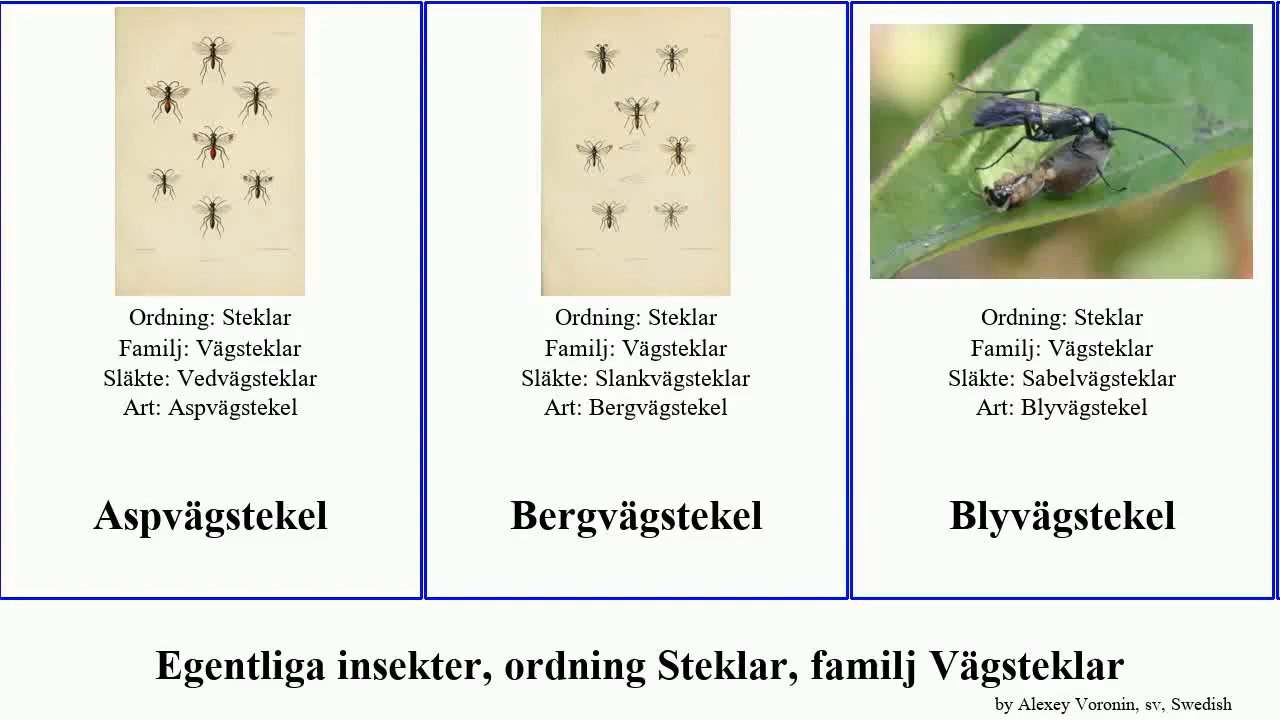 Ordning: Steklar
Familj: Vägsteklar
Släkte: Vedvägsteklar
Art: Aspvägstekel
Aspvägstekel
Ordning: Steklar
Familj: Vägsteklar
Släkte: Slankvägsteklar
Art: Bergvägstekel
Bergvägstekel
Ordning: Steklar
Familj: Vägsteklar
Släkte: Sabelvägsteklar
Art: Blyvägstekel
Blyvägstekel
Egentliga insekter, ordning Steklar, familj Vägsteklar
by Alexey Voronin, sv, Swedish